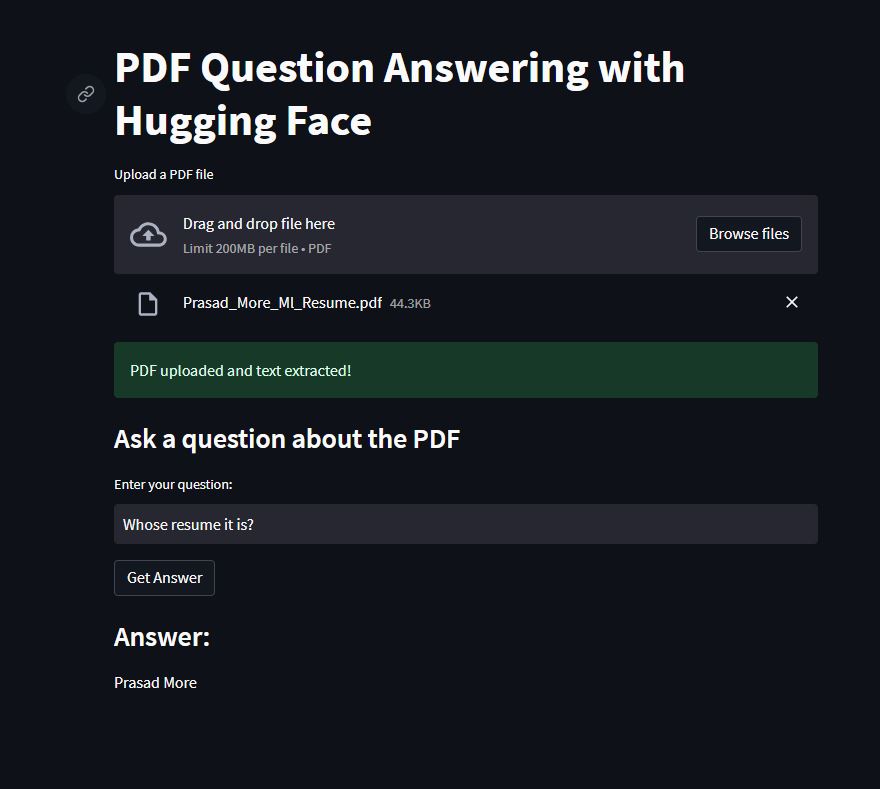 PDF Question Answering with
Hugging Face
Upload a PDF file
Drag and drop file here
Limit 200MB per file • PDF
Browse files
Prasad_More_Ml_Resume.pdf 44.3KB
PDF uploaded and text extracted!
Ask a question about the PDF
Enter your question:
Whose resume it is?
Get Answer
Answer:
Prasad More